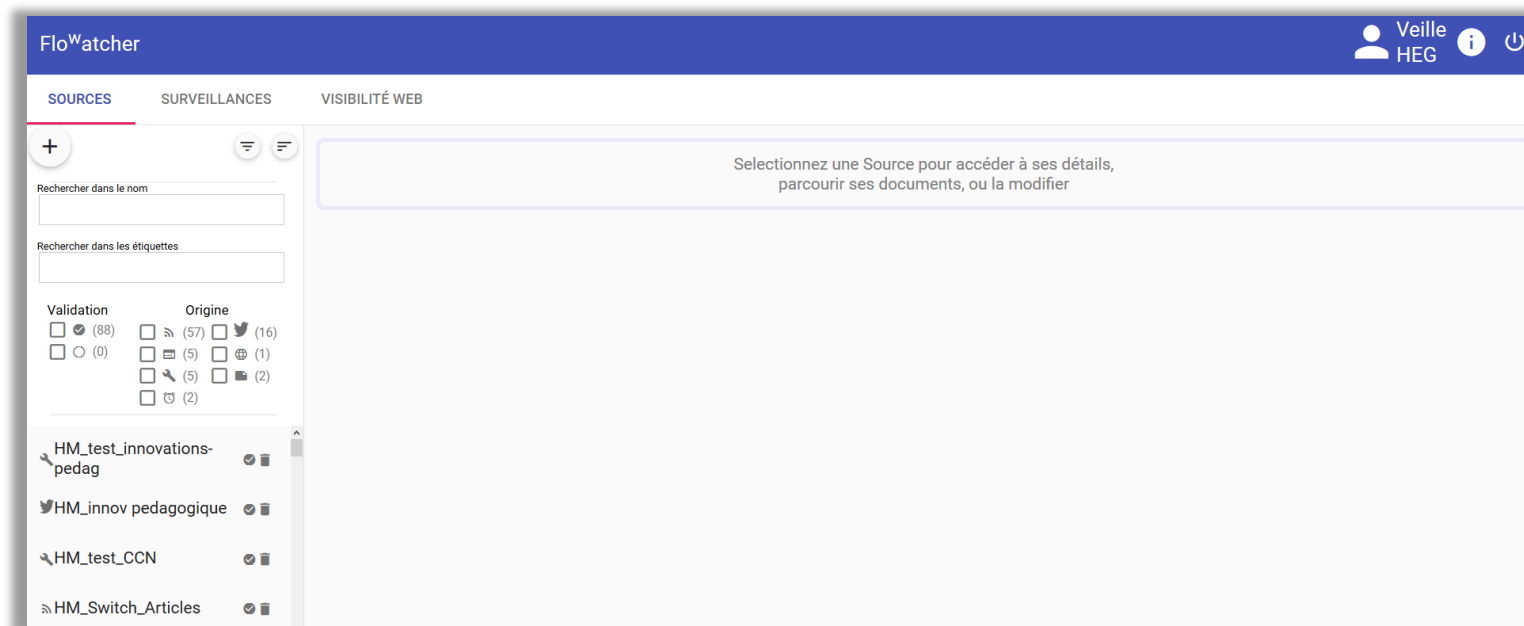 FloWatcher
Veille
HEG
SOURCES SURVEILLANCES VISIBILITÉ WEB
Selectionnez une Source pour accéder à ses détails,
parcourir ses documents, ou la modifier
Rechercher dans le nom
Rechercher dans les étiquettes
Validation Origine
(88) (57) (16)
(0) (5) (1)
(5) (2)
(2)
HM_test_innovations-
pedag
HM_innov pedagogique
HM_test_CCN
HM_Switch_Articles